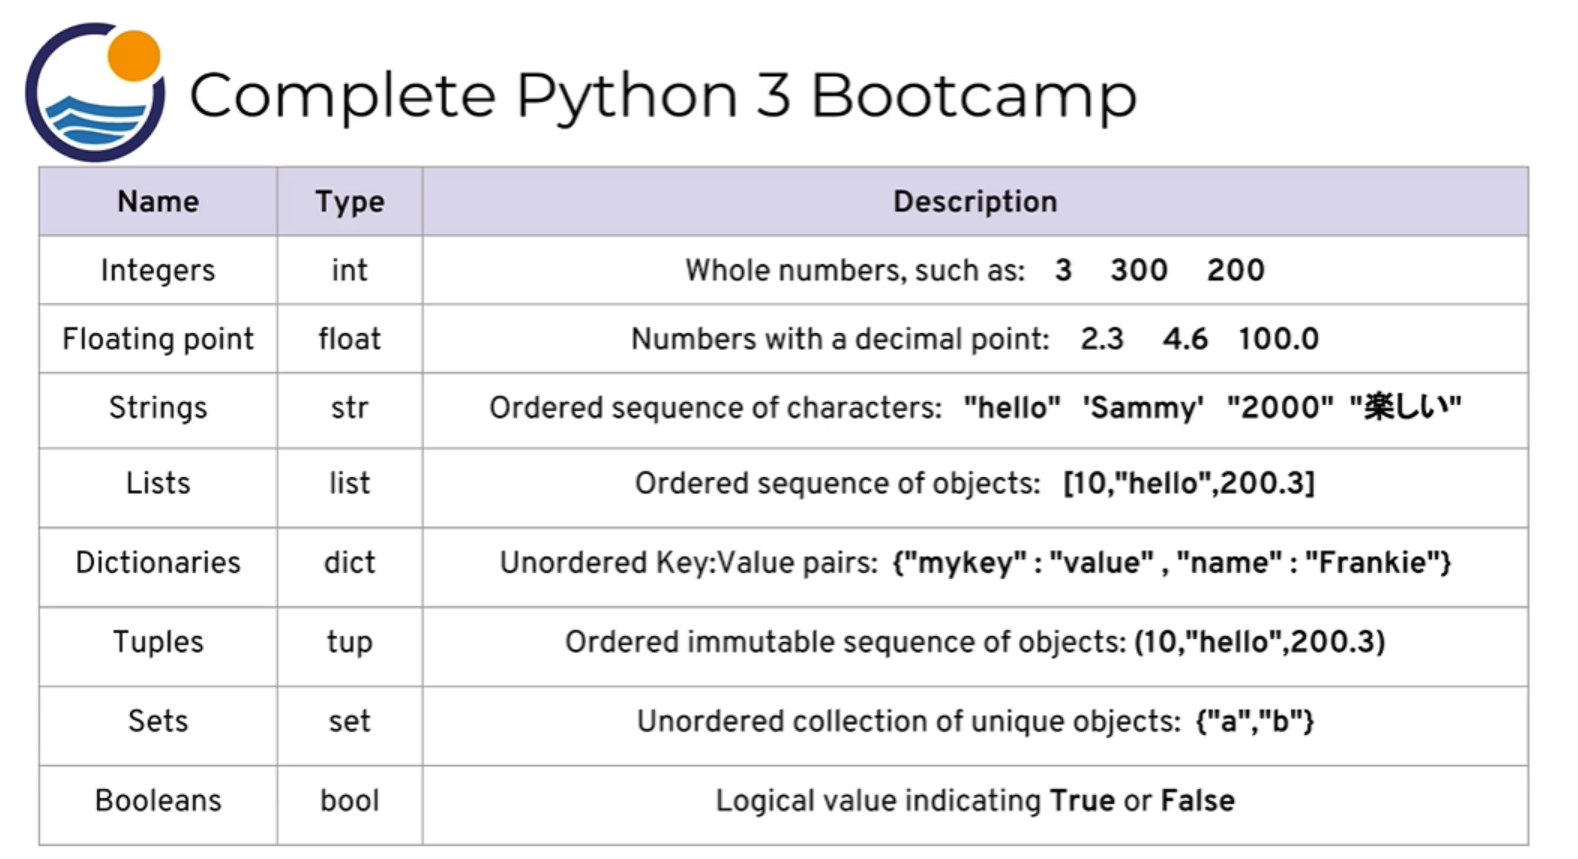 Complete Python 3 Bootcamp
Name Type Description
Integers int Whole numbers, such as: 3 300 200
Floating point float Numbers with a decimal point: 2.3 4.6 100.0
Strings str Ordered sequence of characters: "hello" 'Sammy' "2000" "楽しい"
Lists list Ordered sequence of objects: [10,"hello",200.3]
Dictionaries dict Unordered Key:Value pairs: {"mykey" : "value" , "name" : "Frankie"}
Tuples tup Ordered immutable sequence of objects: (10,"hello",200.3)
Sets set Unordered collection of unique objects: {"a","b"}
Booleans bool Logical value indicating True or False